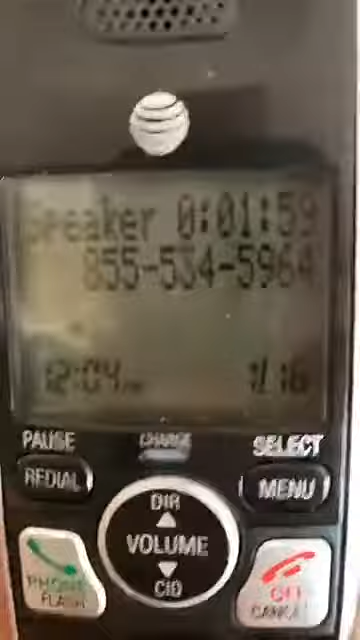 Speaker 0:01:59
855-534-5964
12:04 1/16
PAUSE CHARGE SELECT
REDIAL MENU
DIR
VOLUME
CID
PHONE OFF
FLASH CANCEL